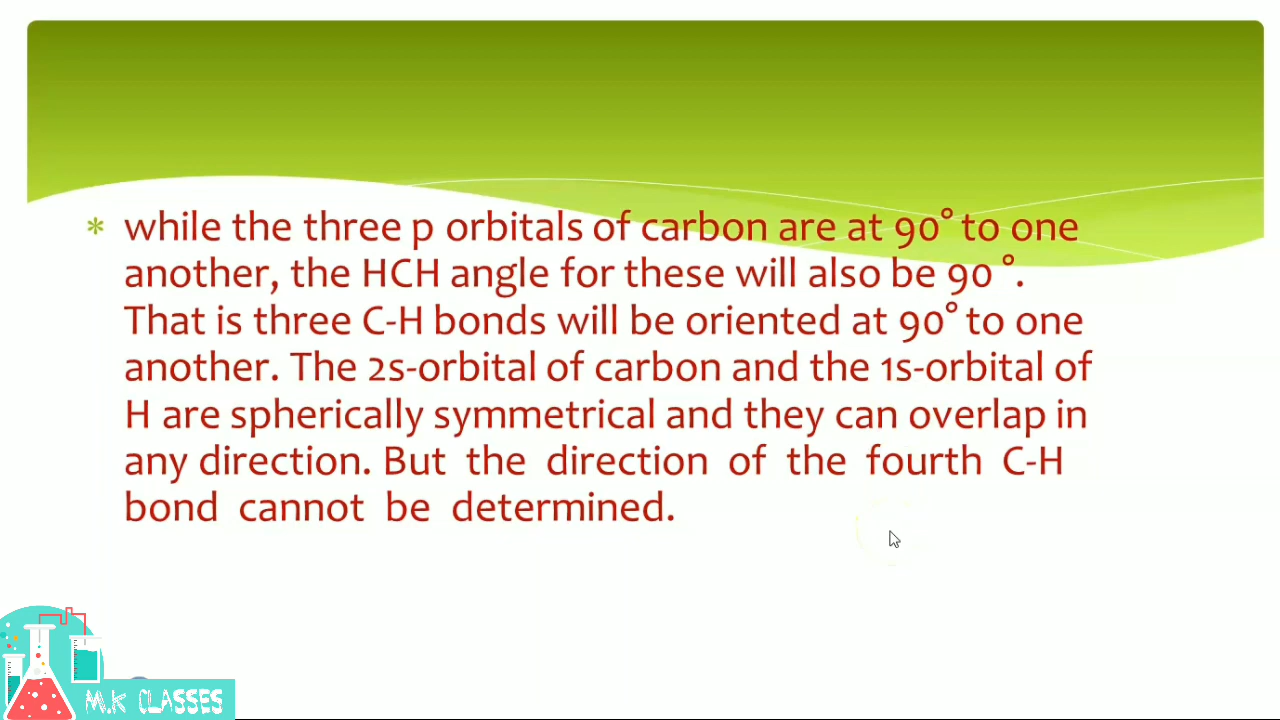 * while the three p orbitals of carbon are at 90° to one
another, the HCH angle for these will also be 90 °.
That is three C-H bonds will be oriented at 90° to one
another. The 2s-orbital of carbon and the 1s-orbital of
H are spherically symmetrical and they can overlap in
any direction. But the direction of the fourth C-H
bond cannot be determined.
M.K CLASSES